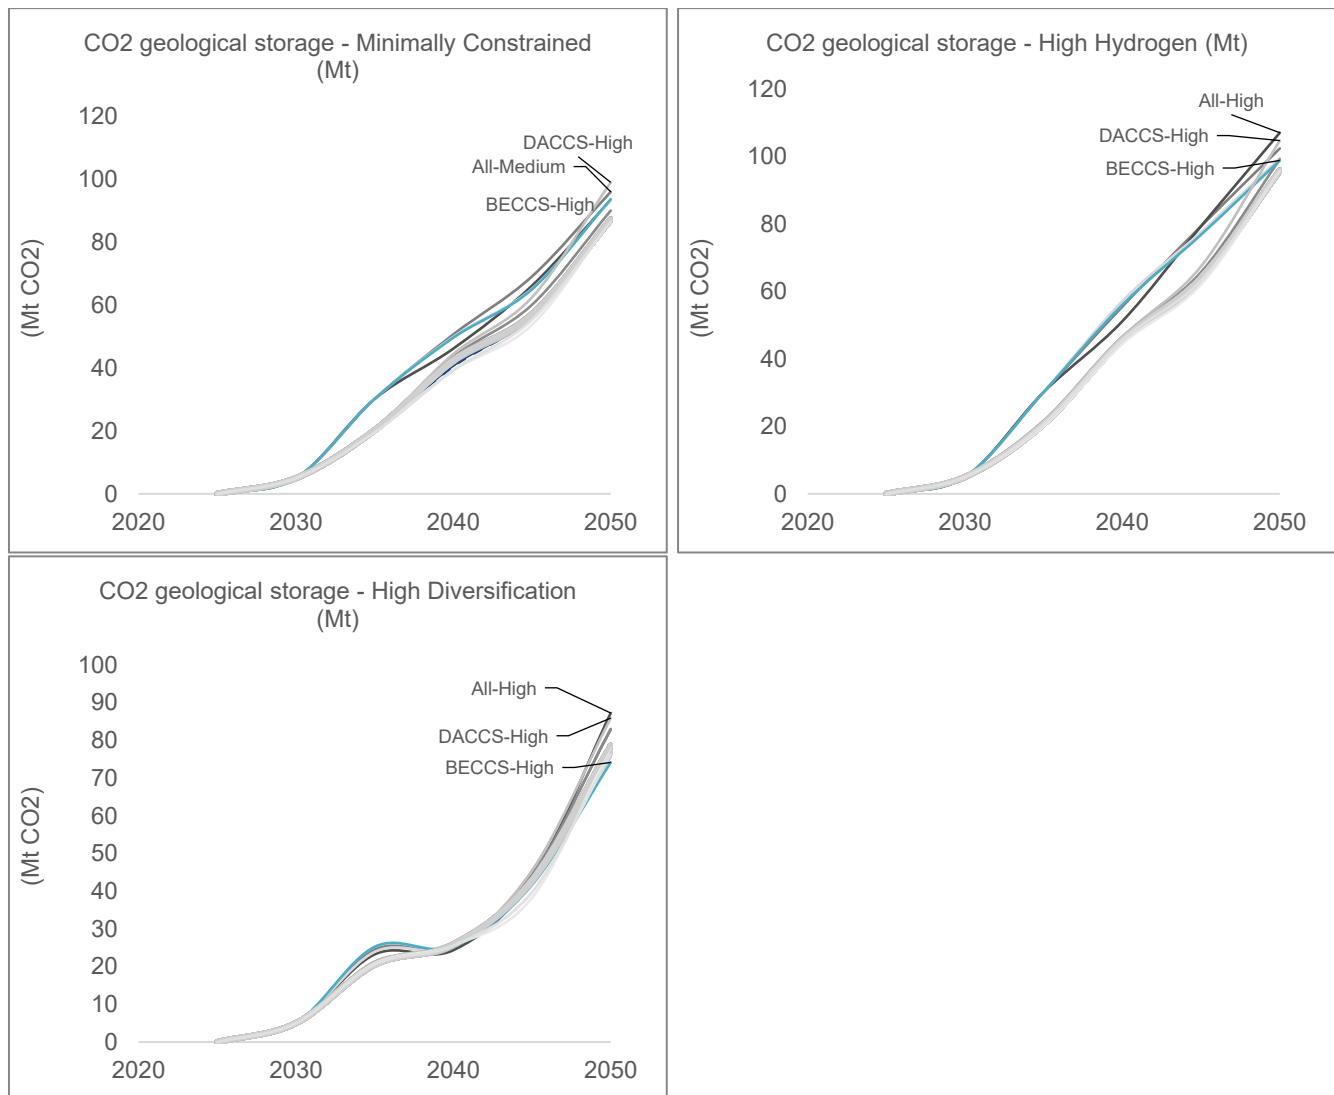 CO2 geological storage - Minimally Constrained
(Mt)
120
100
80
60
40
20
0
(Mt CO2)
DACCS-High
All-Medium
BECCS-High
2020 2030 2040 2050
CO2 geological storage - High Hydrogen (Mt)
120
100
80
60
40
20
0
(Mt CO2)
All-High
DACCS-High
BECCS-High
2020 2030 2040 2050
CO2 geological storage - High Diversification
(Mt)
100
90
80
70
60
50
40
30
20
10
0
(Mt CO2)
All-High
DACCS-High
BECCS-High
2020 2030 2040 2050